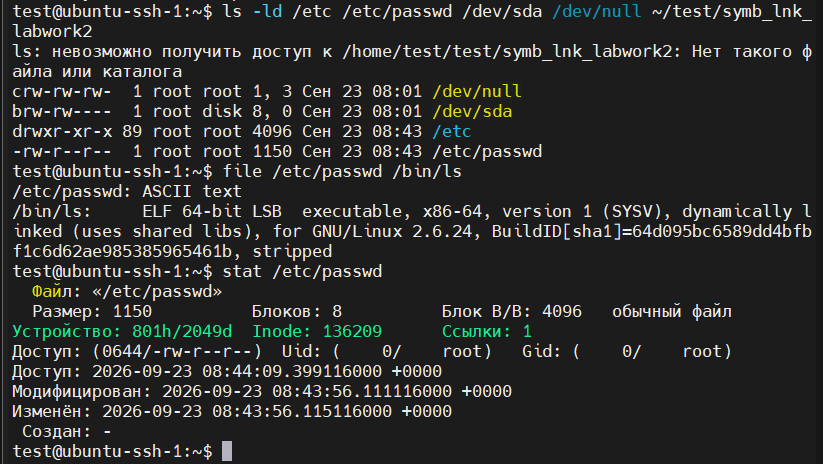 test@ubuntu-ssh-1:~$ ls -ld /etc /etc/passwd /dev/sda /dev/null ~/test/symb_lnk_
labwork2
ls: невозможно получить доступ к /home/test/test/symb_lnk_labwork2: Нет такого ф
айла или каталога
crw-rw-rw-  1 root root 1, 3 Сен 23 08:01 /dev/null
brw-rw----  1 root disk 8, 0 Сен 23 08:01 /dev/sda
drwxr-xr-x 89 root root 4096 Сен 23 08:43 /etc
-rw-r--r--  1 root root 1150 Сен 23 08:43 /etc/passwd
test@ubuntu-ssh-1:~$ file /etc/passwd /bin/ls
/etc/passwd: ASCII text
/bin/ls:     ELF 64-bit LSB  executable, x86-64, version 1 (SYSV), dynamically l
inked (uses shared libs), for GNU/Linux 2.6.24, BuildID[sha1]=64d095bc6589dd4bfb
f1c6d62ae985385965461b, stripped
test@ubuntu-ssh-1:~$ stat /etc/passwd
  Файл: «/etc/passwd»
  Размер: 1150          Блоков: 8          Блок В/В: 4096   обычный файл
Устройство: 801h/2049d  Inode: 136209      Ссылки: 1
Доступ: (0644/-rw-r--r--)  Uid: (    0/    root)   Gid: (    0/    root)
Доступ: 2026-09-23 08:44:09.399116000 +0000
Модифицирован: 2026-09-23 08:43:56.111116000 +0000
Изменён: 2026-09-23 08:43:56.115116000 +0000
 Создан: -
test@ubuntu-ssh-1:~$